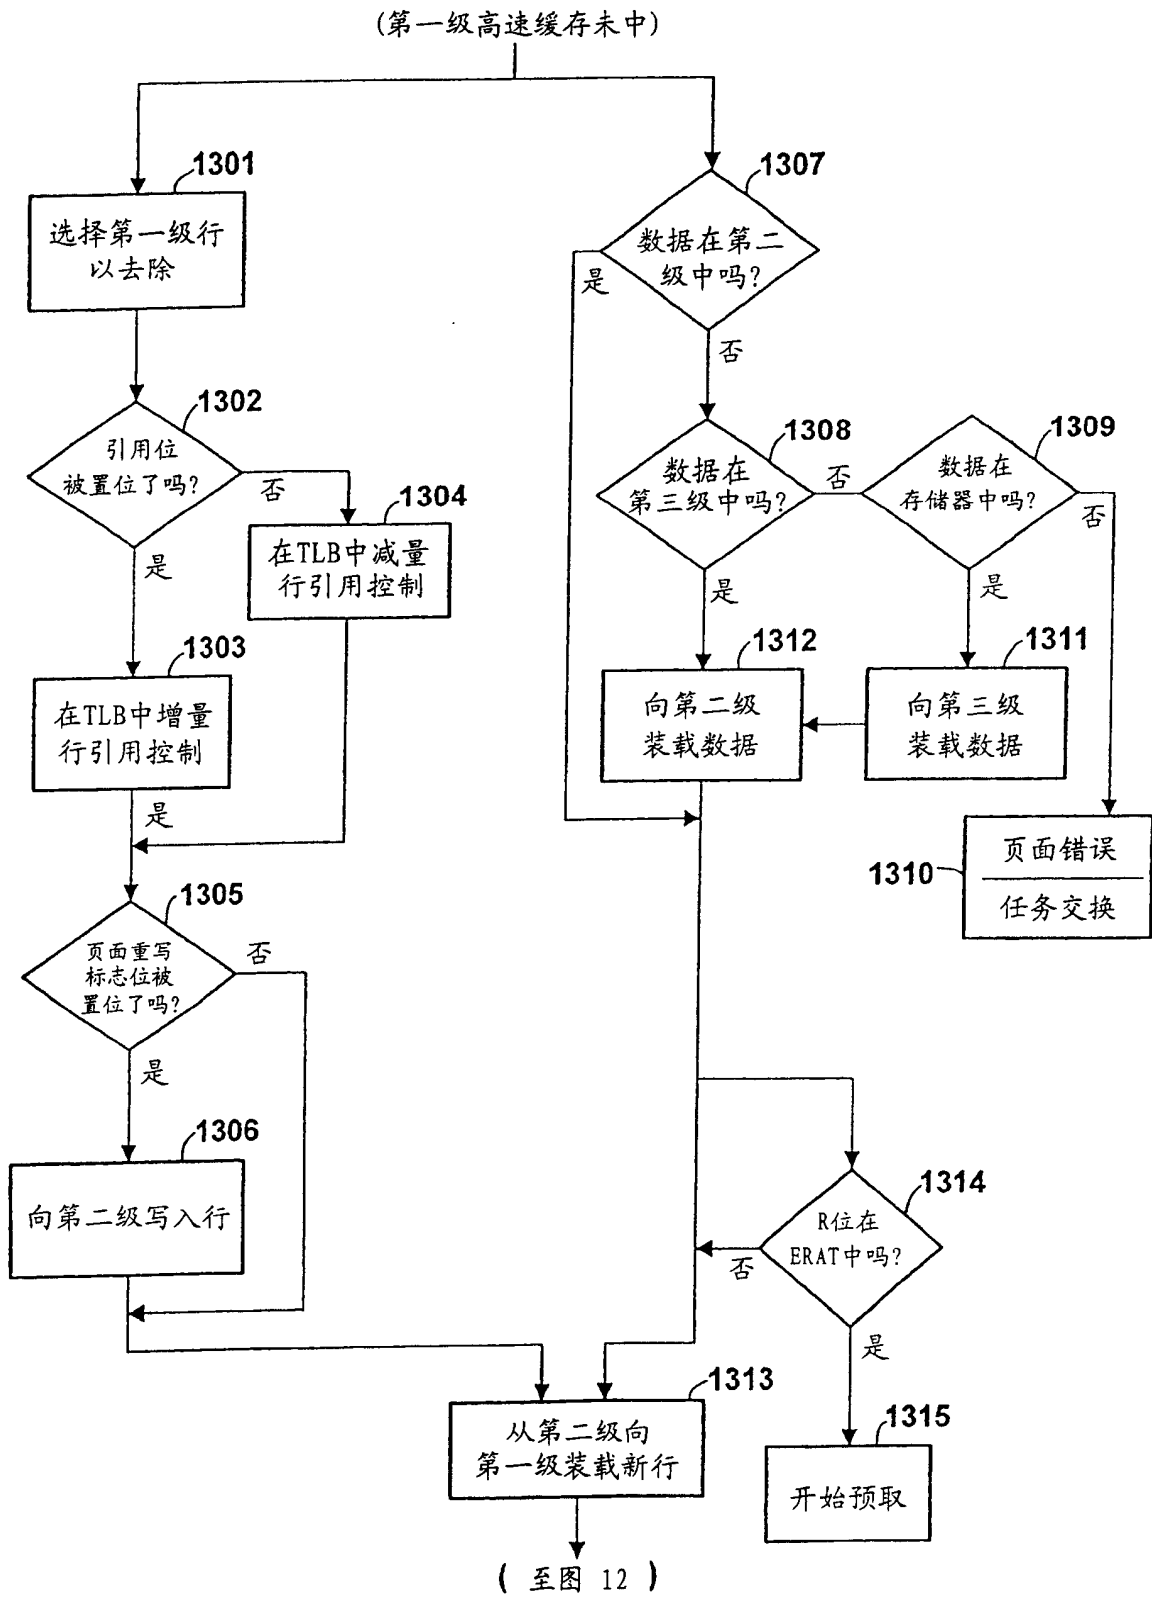 (第一级高速缓存未中)
1301
选择第一级行
以去除
1307
数据在第二
级中吗?
是
否
1302
引用位
被置位了吗?
否
是
1304
在TLB中减量
行引用控制
1308
数据在
第三级中吗?
否
是
1309
数据在
存储器中吗?
否
是
1303
在TLB中增量
行引用控制
是
1312
向第二级
装载数据
1311
向第三级
装载数据
1310
页面错误
任务交换
1305
页面重写
标志位被
置位了吗?
否
是
1306
向第二级写入行
1314
R位在
ERAT中吗?
否
是
1313
从第二级向
第一级装载新行
1315
开始预取
( 至图 12 )